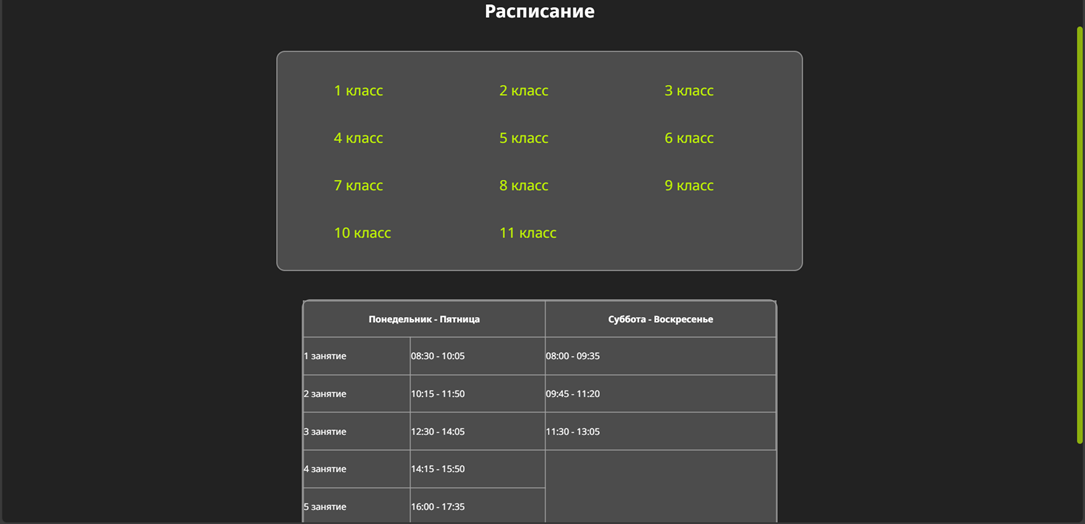 Расписание
1 класс 2 класс 3 класс
4 класс 5 класс 6 класс
7 класс 8 класс 9 класс
10 класс 11 класс
Понедельник - Пятница Суббота - Воскресенье
1 занятие 08:30 - 10:05 08:00 - 09:35
2 занятие 10:15 - 11:50 09:45 - 11:20
3 занятие 12:30 - 14:05 11:30 - 13:05
4 занятие 14:15 - 15:50
5 занятие 16:00 - 17:35